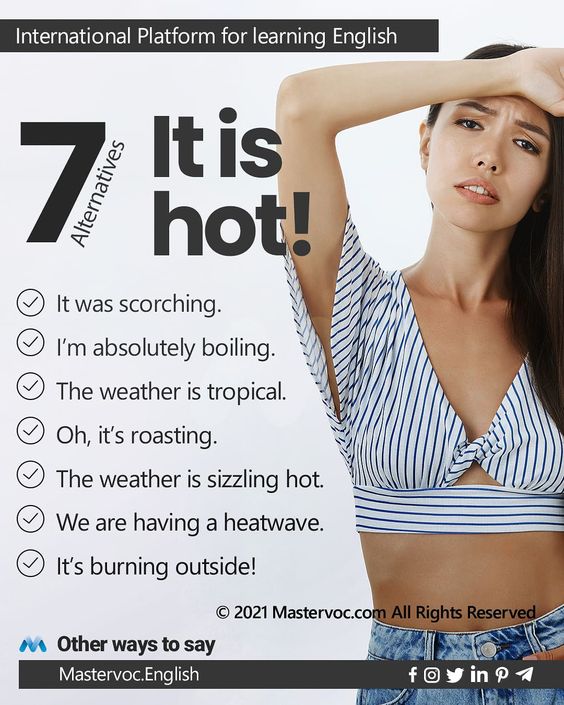 International Platform for learning English
7
Alternatives
It is
hot!
It was scorching.
I'm absolutely boiling.
The weather is tropical.
Oh, it's roasting.
The weather is sizzling hot.
We are having a heatwave.
It's burning outside!
© 2021 Mastervoc.com All Rights Reserved
Other ways to say
Mastervoc.English